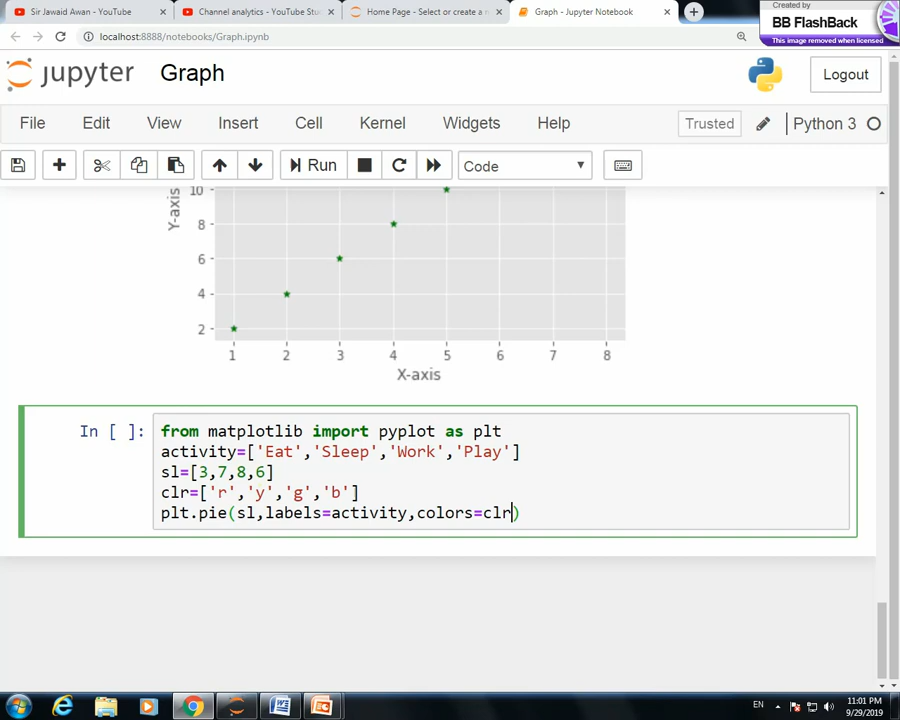 Sir Jawaid Awan - YouTube
Channel analytics - YouTube Stu
Home Page - Select or create a n
Graph - Jupyter Notebook
Created by
BB FlashBack
This image removed when licensed
localhost:8888/notebooks/Graph.ipynb
jupyter Graph
Logout
File Edit View Insert Cell Kernel Widgets Help
Trusted
Python 3
Run
Code
Y-axis
10
8
6
4
2
1 2 3 4 5 6 7 8
X-axis
In [ ]:
from matplotlib import pyplot as plt
activity=['Eat','Sleep','Work','Play']
sl=[3,7,8,6]
clr=['r','y','g','b']
plt.pie(sl,labels=activity,colors=clr)
EN
11:01 PM
9/29/2019